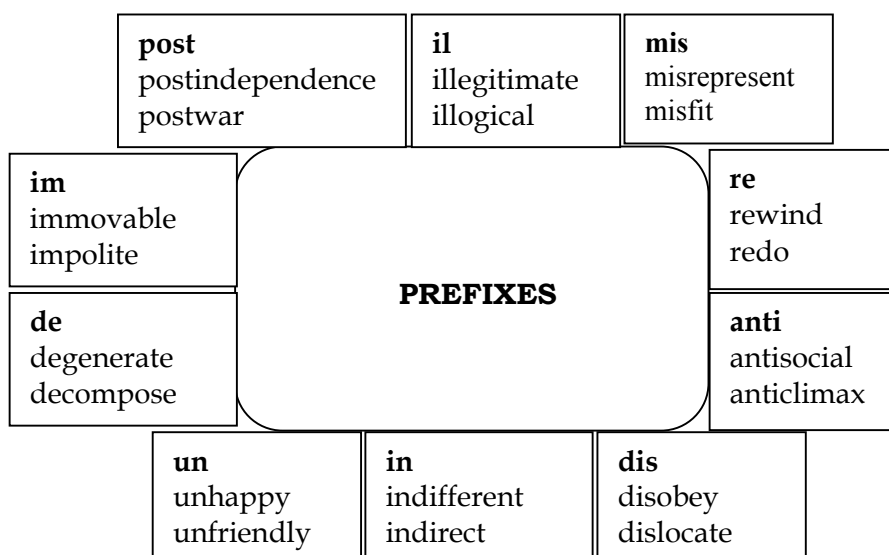 post
postindependence
postwar
il
illegitimate
illogical
mis
misrepresent
misfit
im
immovable
impolite
re
rewind
redo
PREFIXES
de
degenerate
decompose
anti
antisocial
anticlimax
un
unhappy
unfriendly
in
indifferent
indirect
dis
disobey
dislocate